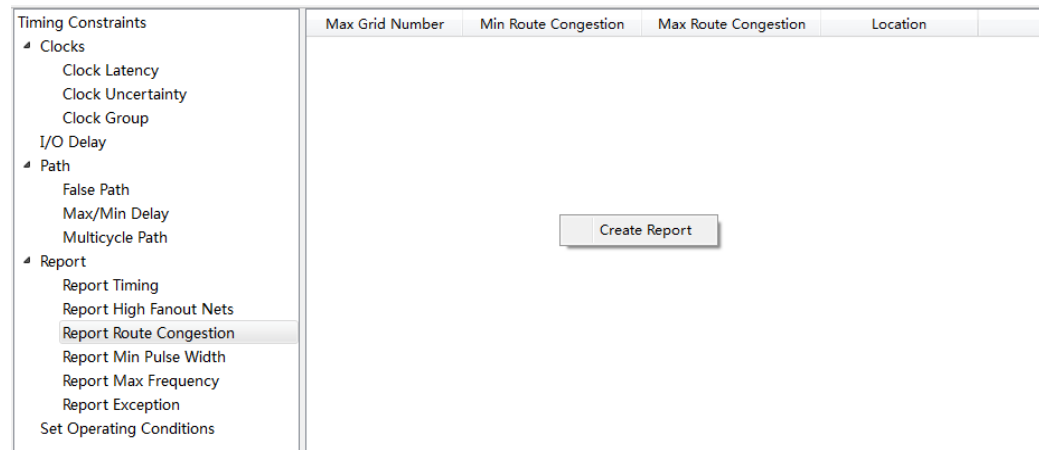 Timing Constraints
Clocks
Clock Latency
Clock Uncertainty
Clock Group
I/O Delay
Path
False Path
Max/Min Delay
Multicycle Path
Report
Report Timing
Report High Fanout Nets
Report Route Congestion
Report Min Pulse Width
Report Max Frequency
Report Exception
Set Operating Conditions
Max Grid Number Min Route Congestion Max Route Congestion Location
Create Report